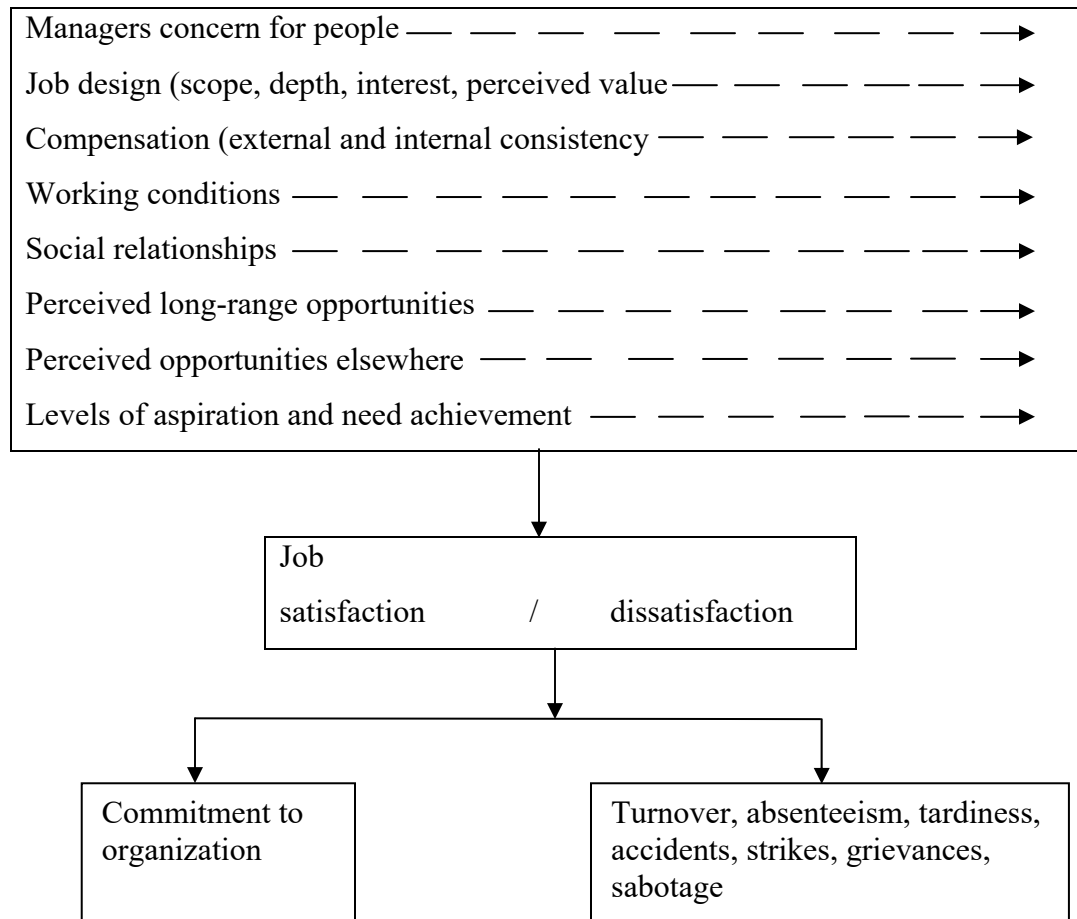 Managers concern for people
Job design (scope, depth, interest, perceived value
Compensation (external and internal consistency
Working conditions
Social relationships
Perceived long-range opportunities
Perceived opportunities elsewhere
Levels of aspiration and need achievement
Job
satisfaction / dissatisfaction
Commitment to
organization
Turnover, absenteeism, tardiness,
accidents, strikes, grievances,
sabotage